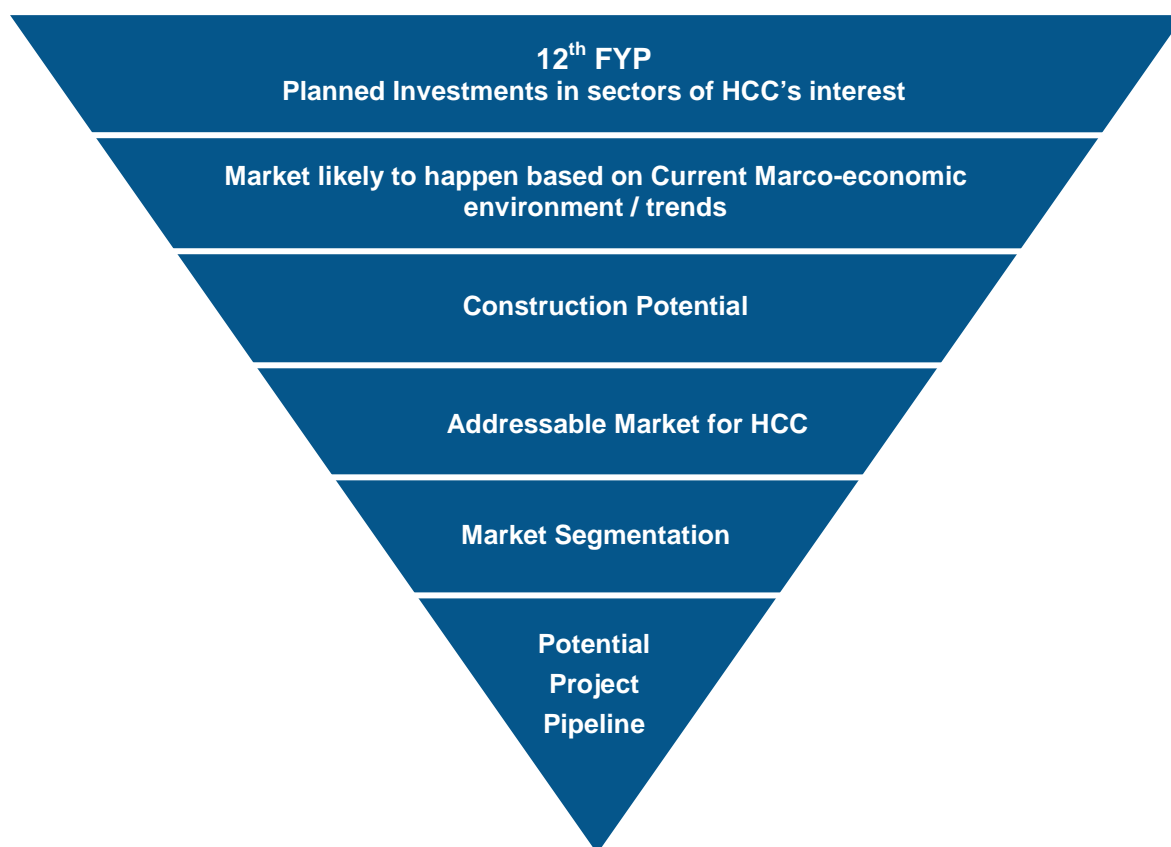 12th FYP
Planned Investments in sectors of HCC's interest
Market likely to happen based on Current Marco-economic
environment / trends
Construction Potential
Addressable Market for HCC
Market Segmentation
Potential
Project
Pipeline